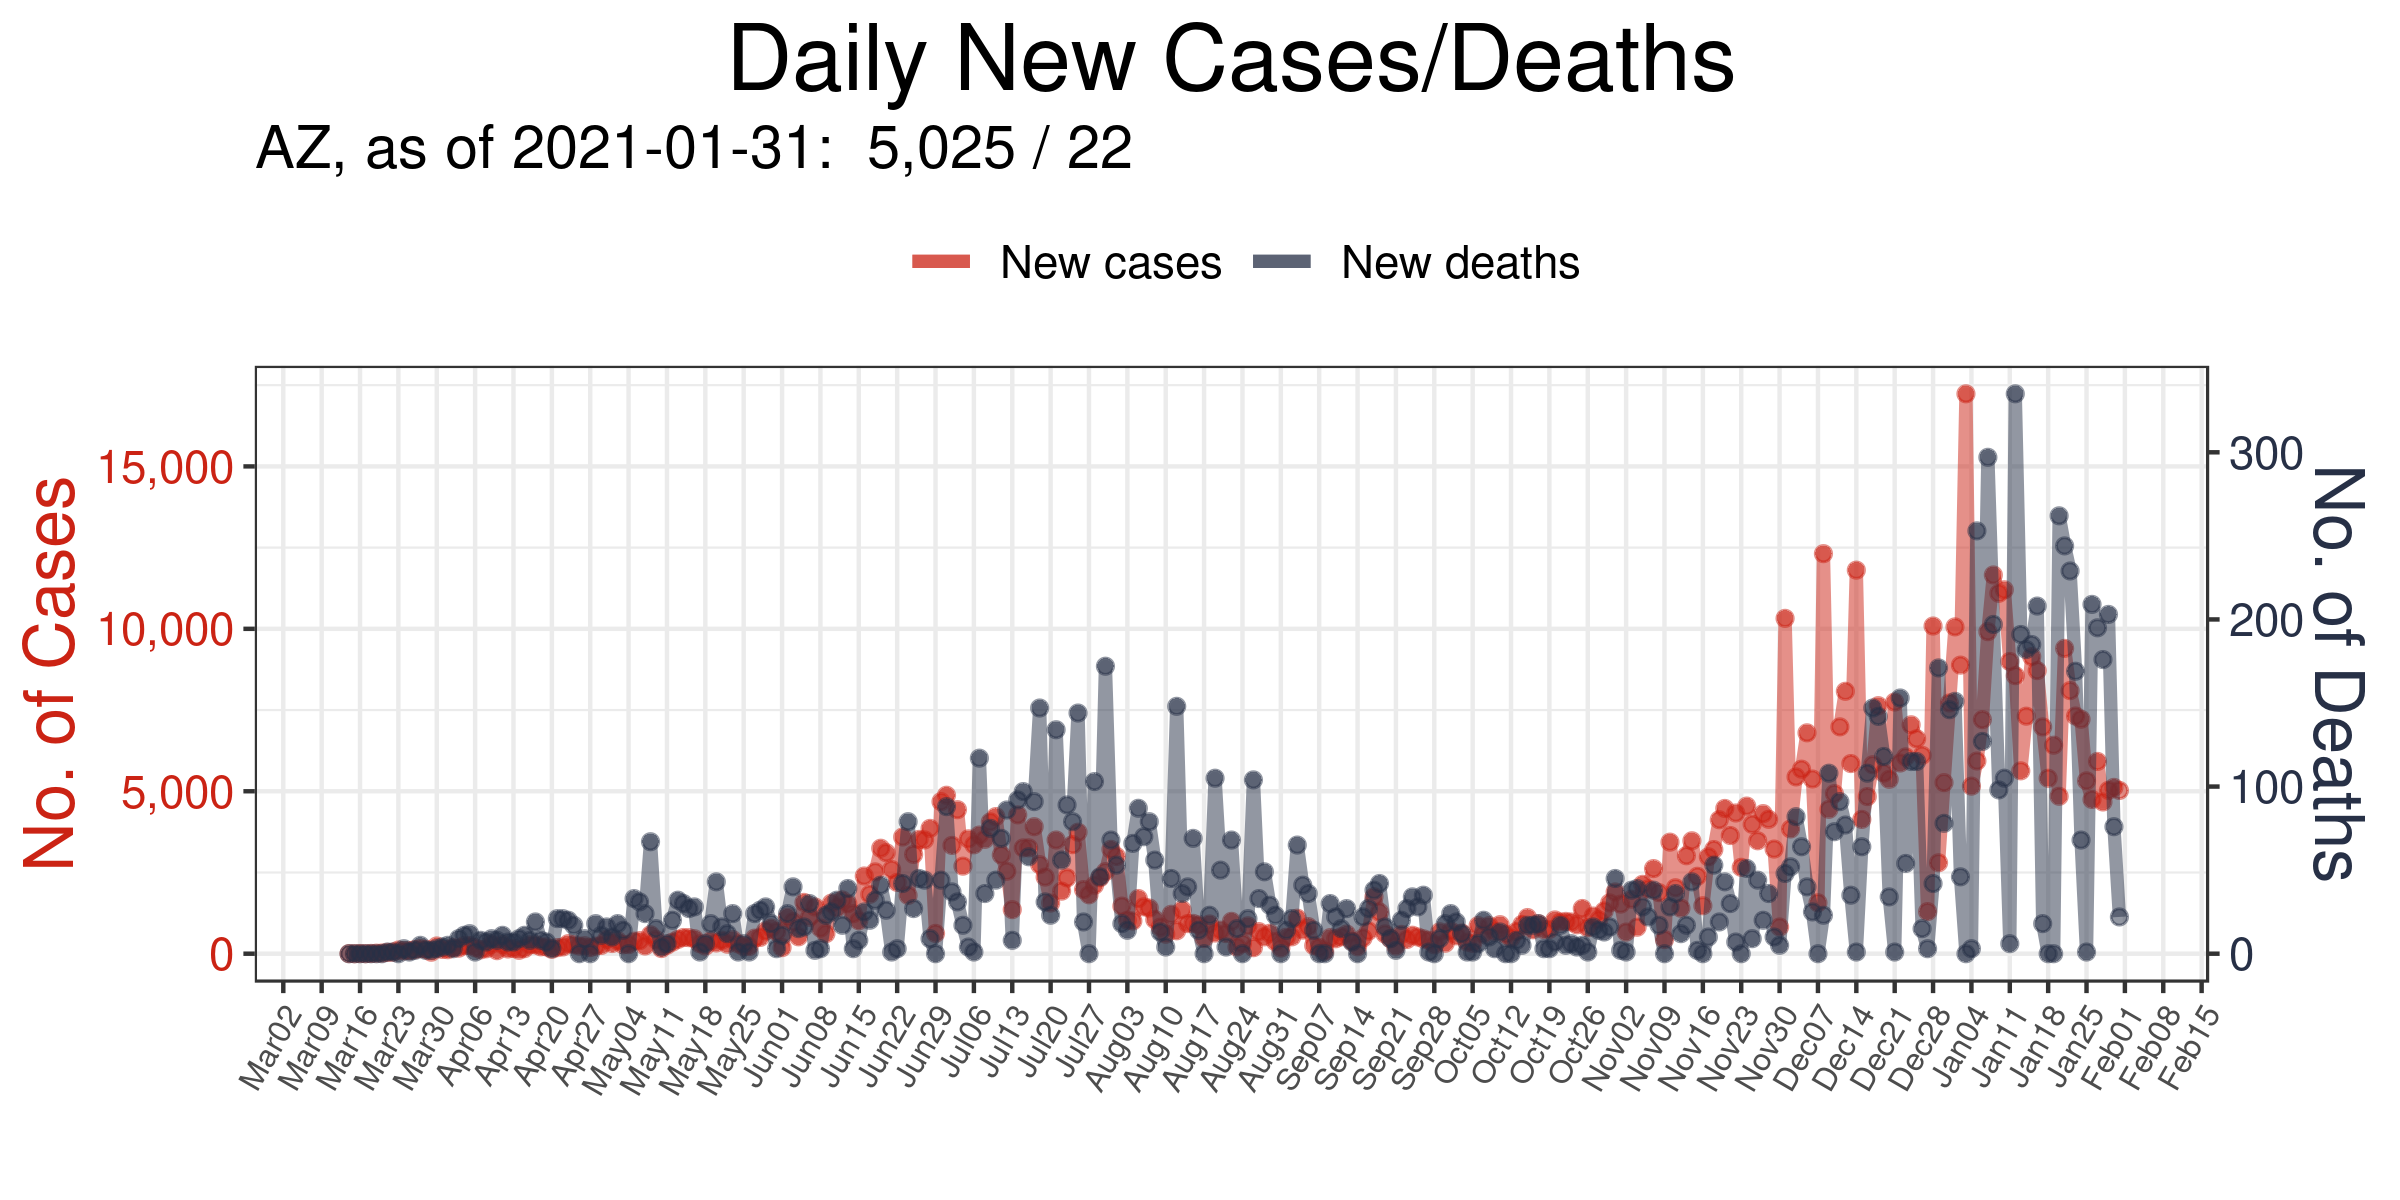 Daily New Cases/Deaths
AZ, as of 2021-01-31:  5,025 / 22
New cases
New deaths
No. of Cases
15,000
10,000
5,000
0
300
200
100
0
No. of Deaths
Mar02
Mar09
Mar16
Mar23
Mar30
Apr06
Apr13
Apr20
Apr27
May04
May11
May18
May25
Jun01
Jun08
Jun15
Jun22
Jun29
Jul06
Jul13
Jul20
Jul27
Aug03
Aug10
Aug17
Aug24
Aug31
Sep07
Sep14
Sep21
Sep28
Oct05
Oct12
Oct19
Oct26
Nov02
Nov09
Nov16
Nov23
Nov30
Dec07
Dec14
Dec21
Dec28
Dec04
Jan11
Jan18
Jan25
Feb01
Feb08
Feb15